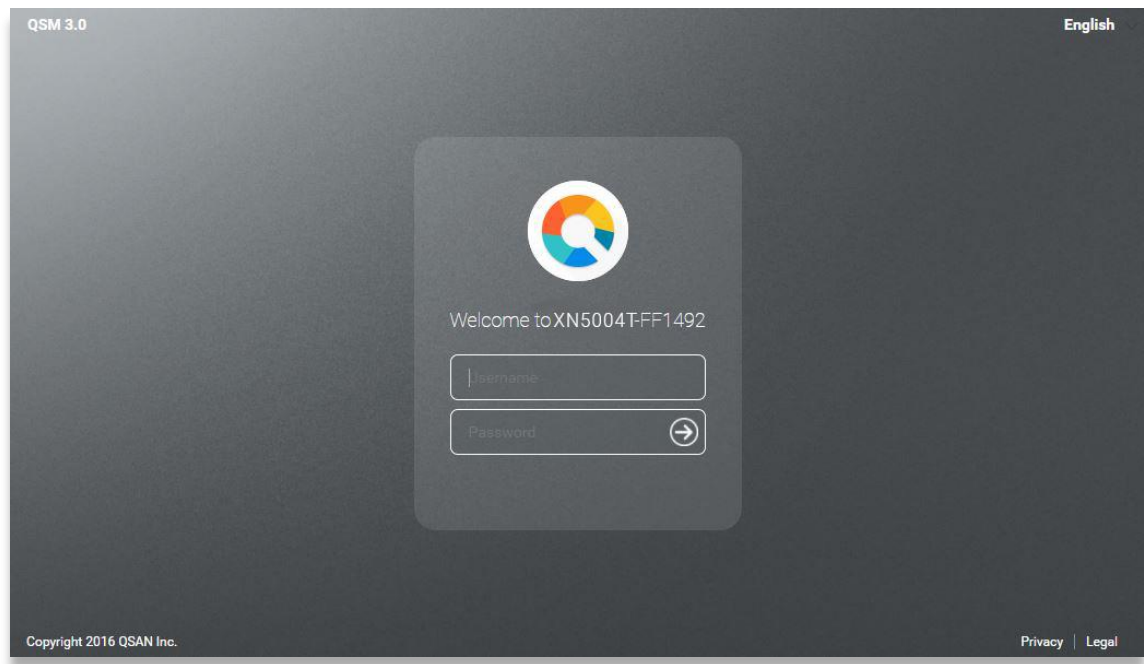 QSM 3.0
English
Welcome to XN5004T-FF1492
Username
Password
Copyright 2016 QSAN Inc.
Privacy | Legal